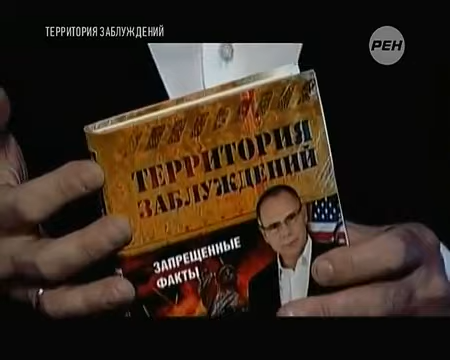 ТЕРРИТОРИЯ ЗАБЛУЖДЕНИЙ
РЕН
ТЕРРИТОРИЯ
ЗАБЛУЖДЕНИЙ
ЗАПРЕЩЕННЫЕ
ФАКТЫ